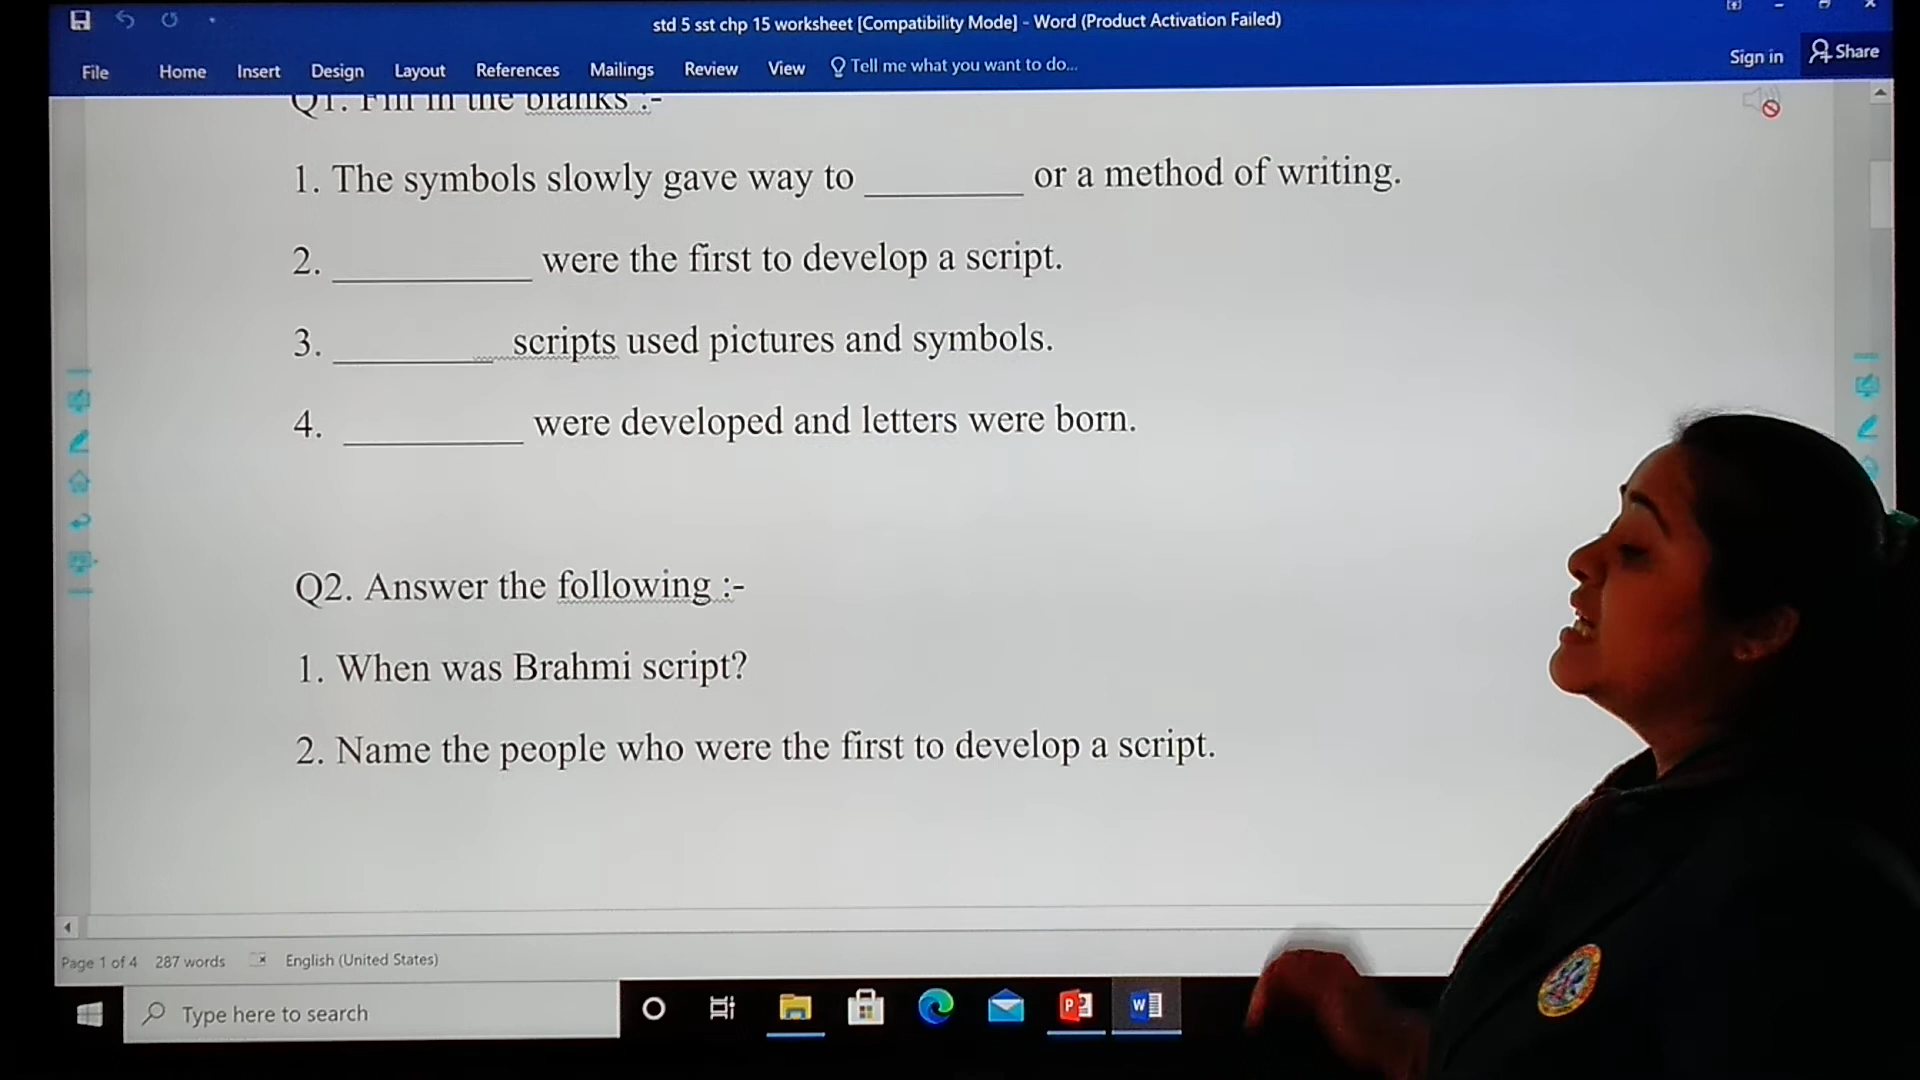 std 5 sst chp 15 worksheet [Compatibility Mode] - Word (Product Activation Failed)
File Home Insert Design Layout References Mailings Review View Tell me what you want to do... Sign in Share
Q1. Fill in the blanks :-
1. The symbols slowly gave way to ________ or a method of writing.
2. __________ were the first to develop a script.
3. ________ scripts used pictures and symbols.
4. _________ were developed and letters were born.
Q2. Answer the following :-
1. When was Brahmi script?
2. Name the people who were the first to develop a script.
Page 1 of 4 287 words English (United States)
Type here to search